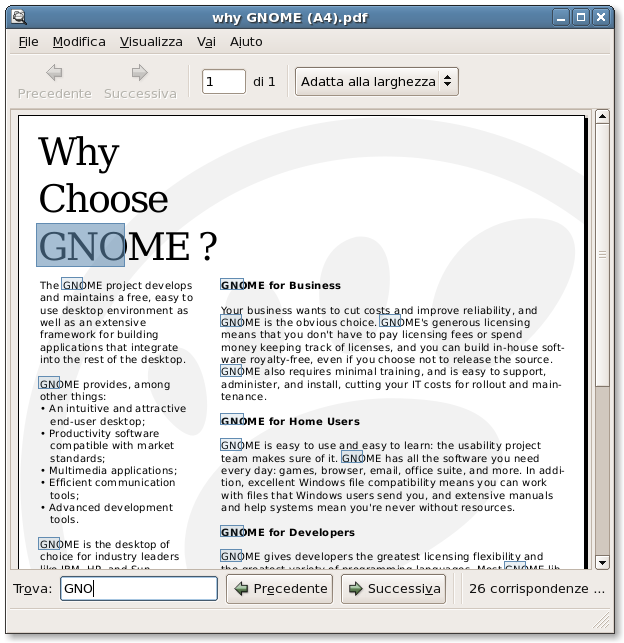 why GNOME (A4).pdf
File Modifica Visualizza Vai Aiuto
Precedente Successiva 1 di 1 Adatta alla larghezza
Why
Choose
GNOME ?
The GNOME project develops
and maintains a free, easy to
use desktop environment as
well as an extensive
framework for building
applications that integrate
into the rest of the desktop.
GNOME provides, among
other things:
• An intuitive and attractive
end-user desktop;
• Productivity software
compatible with market
standards;
• Multimedia applications;
• Efficient communication
tools;
• Advanced development
tools.
GNOME is the desktop of
choice for industry leaders
like IBM, HP, and Sun
GNOME for Business
Your business wants to cut costs and improve reliability, and
GNOME is the obvious choice. GNOME's generous licensing
means that you don't have to pay licensing fees or spend
money keeping track of licenses, and you can build in-house soft-
ware royalty-free, even if you choose not to release the source.
GNOME also requires minimal training, and is easy to support,
administer, and install, cutting your IT costs for rollout and main-
tenance.
GNOME for Home Users
GNOME is easy to use and easy to learn: the usability project
team makes sure of it. GNOME has all the software you need
every day: games, browser, email, office suite, and more. In addi-
tion, excellent Windows file compatibility means you can work
with files that Windows users send you, and extensive manuals
and help systems mean you're never without resources.
GNOME for Developers
GNOME gives developers the greatest licensing flexibility and
the greatest variety of programming languages. Most GNOME lib-
Trova: GNO Precedente Successiva 26 corrispondenze ...